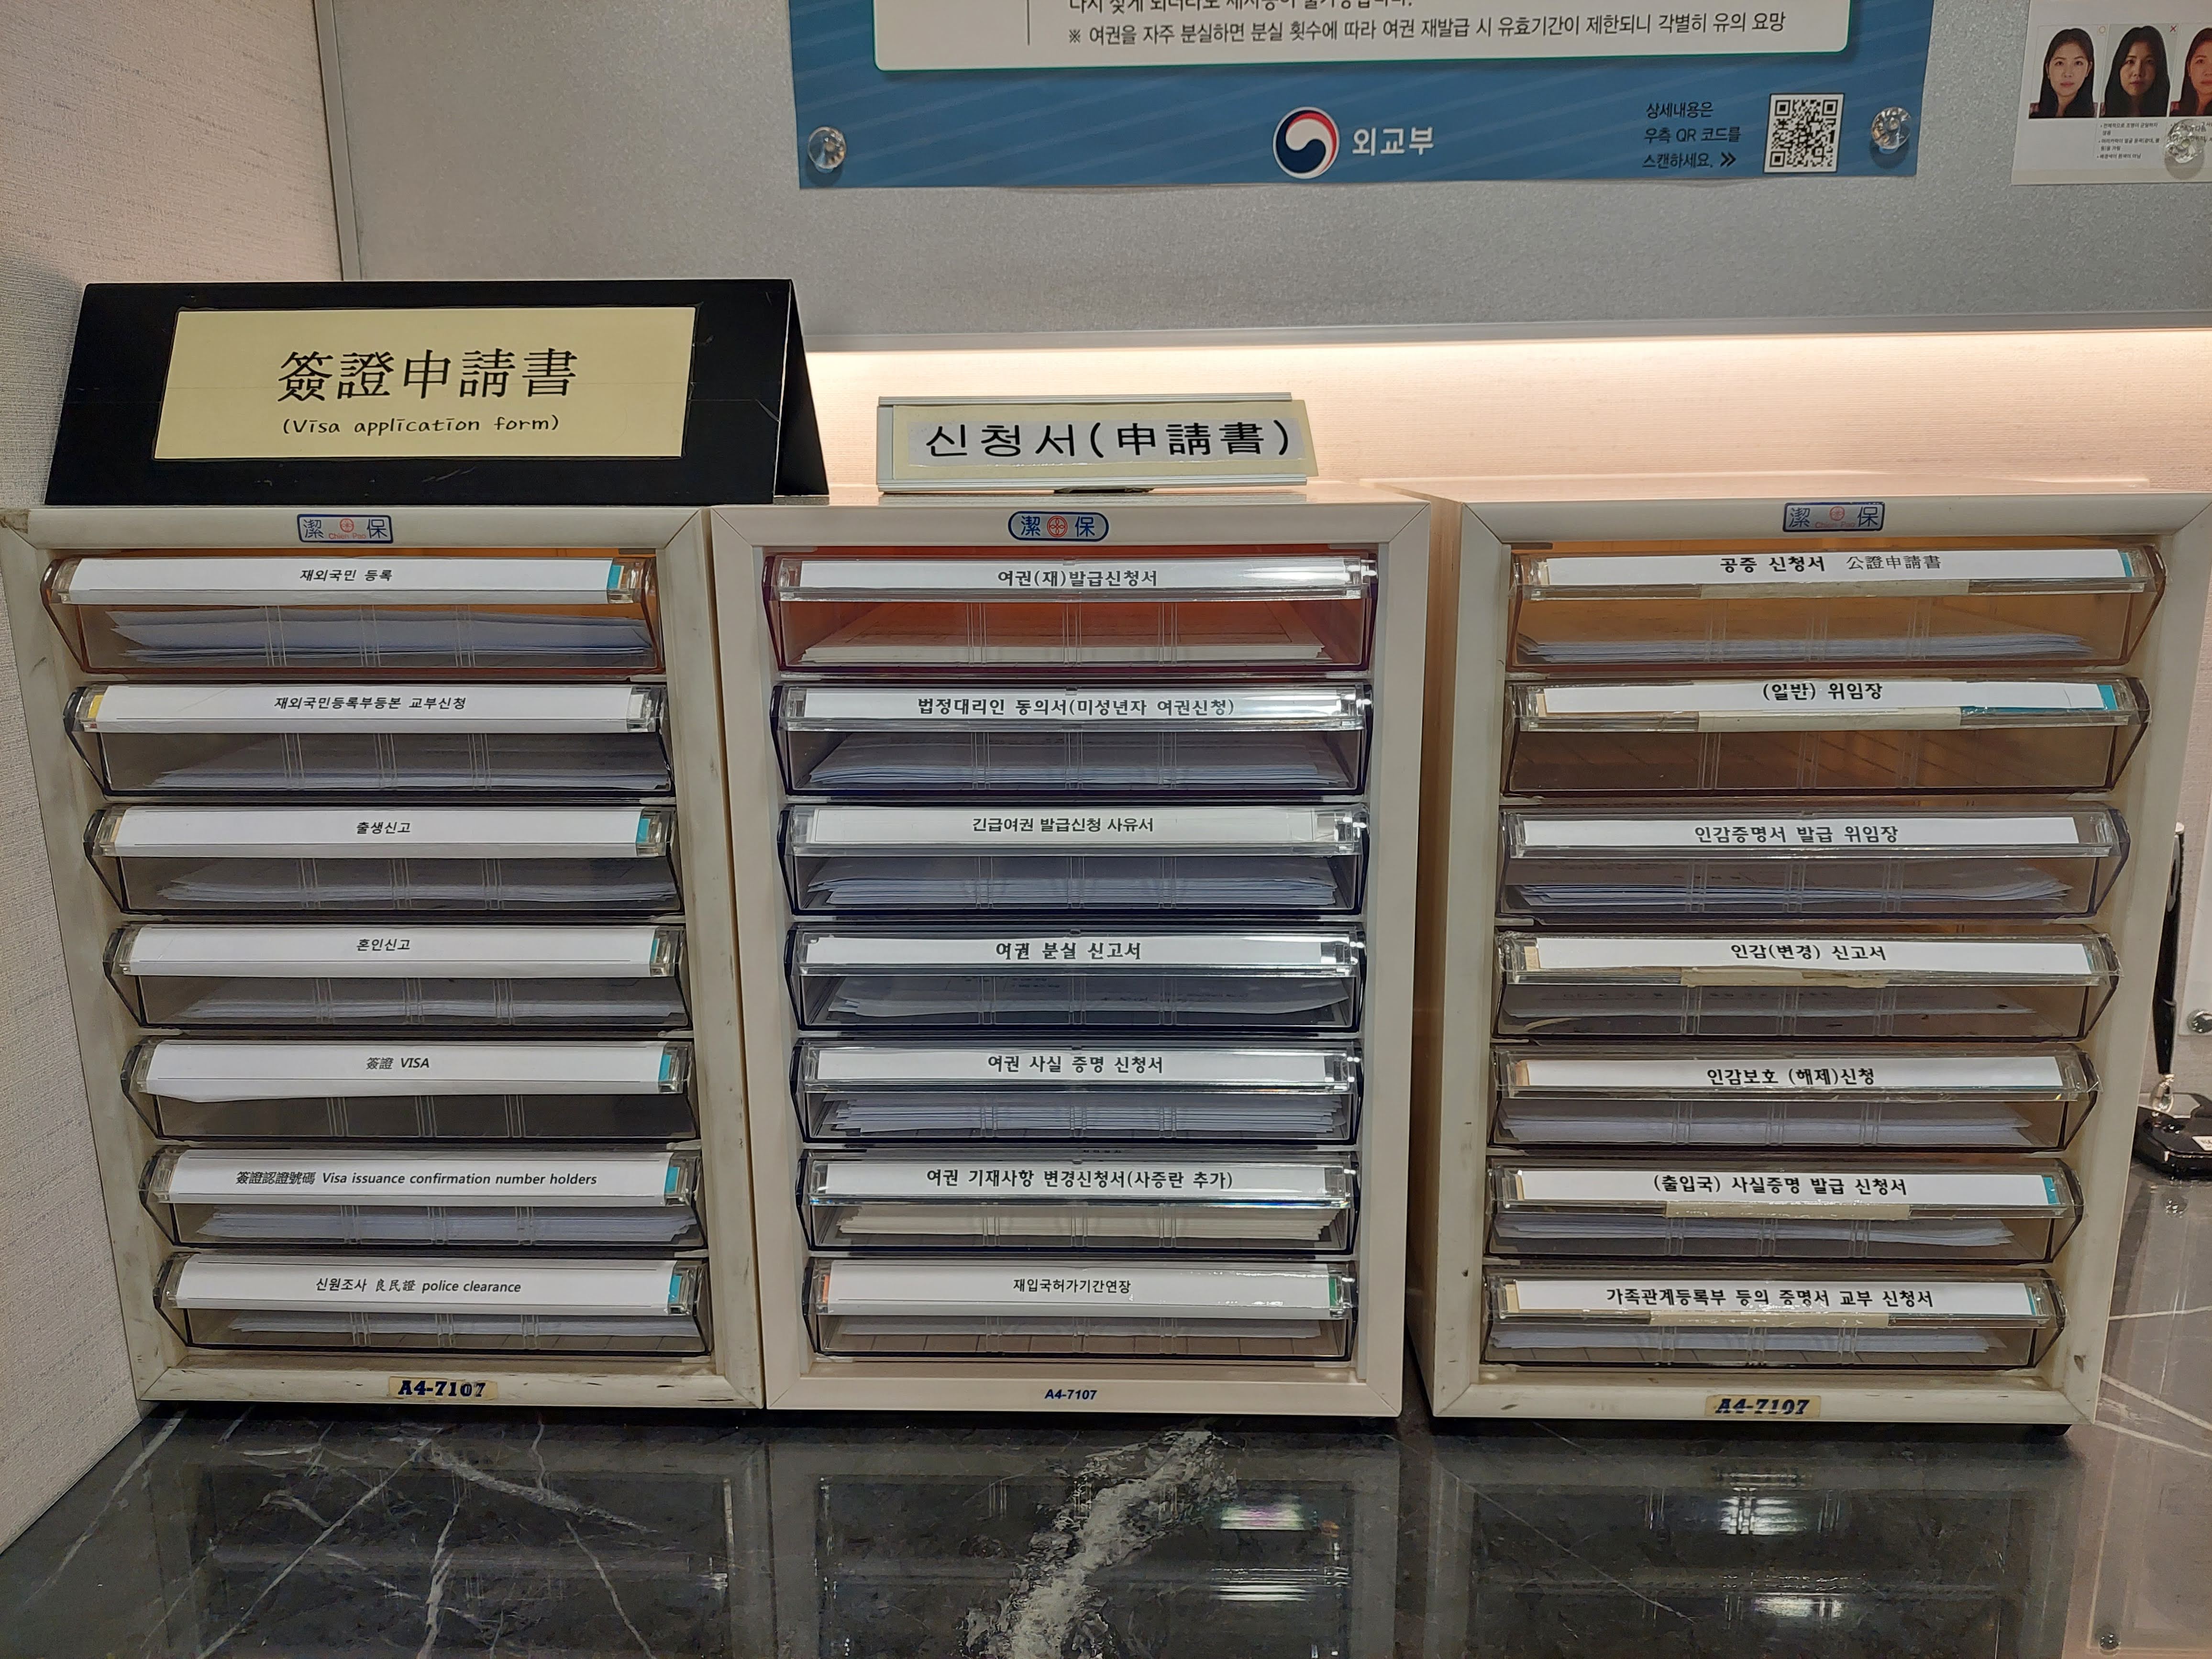 ※ 여권을 자주 분실하면 분실 횟수에 따라 여권 재발급 시 유효기간이 제한되니 각별히 유의 요망
외교부
상세내용은
우측 QR 코드를
스캔하세요. »
簽證申請書
(Visa application form)
신청서(申請書)
潔 保
Chien Pao
재외국민 등록
재외국민등록부등본 교부신청
출생신고
혼인신고
簽證 VISA
簽證認證號碼 Visa issuance confirmation number holders
신원조사 良民證 police clearance
A4-7107
潔 保
여권(재)발급신청서
법정대리인 동의서(미성년자 여권신청)
긴급여권 발급신청 사유서
여권 분실 신고서
여권 사실 증명 신청서
여권 기재사항 변경신청서(사증란 추가)
재입국허가기간연장
A4-7107
潔 保
Chien Pao
공증 신청서 公證申請書
(일반) 위임장
인감증명서 발급 위임장
인감(변경) 신고서
인감보호 (해제)신청
(출입국) 사실증명 발급 신청서
가족관계등록부 등의 증명서 교부 신청서
A4-7107